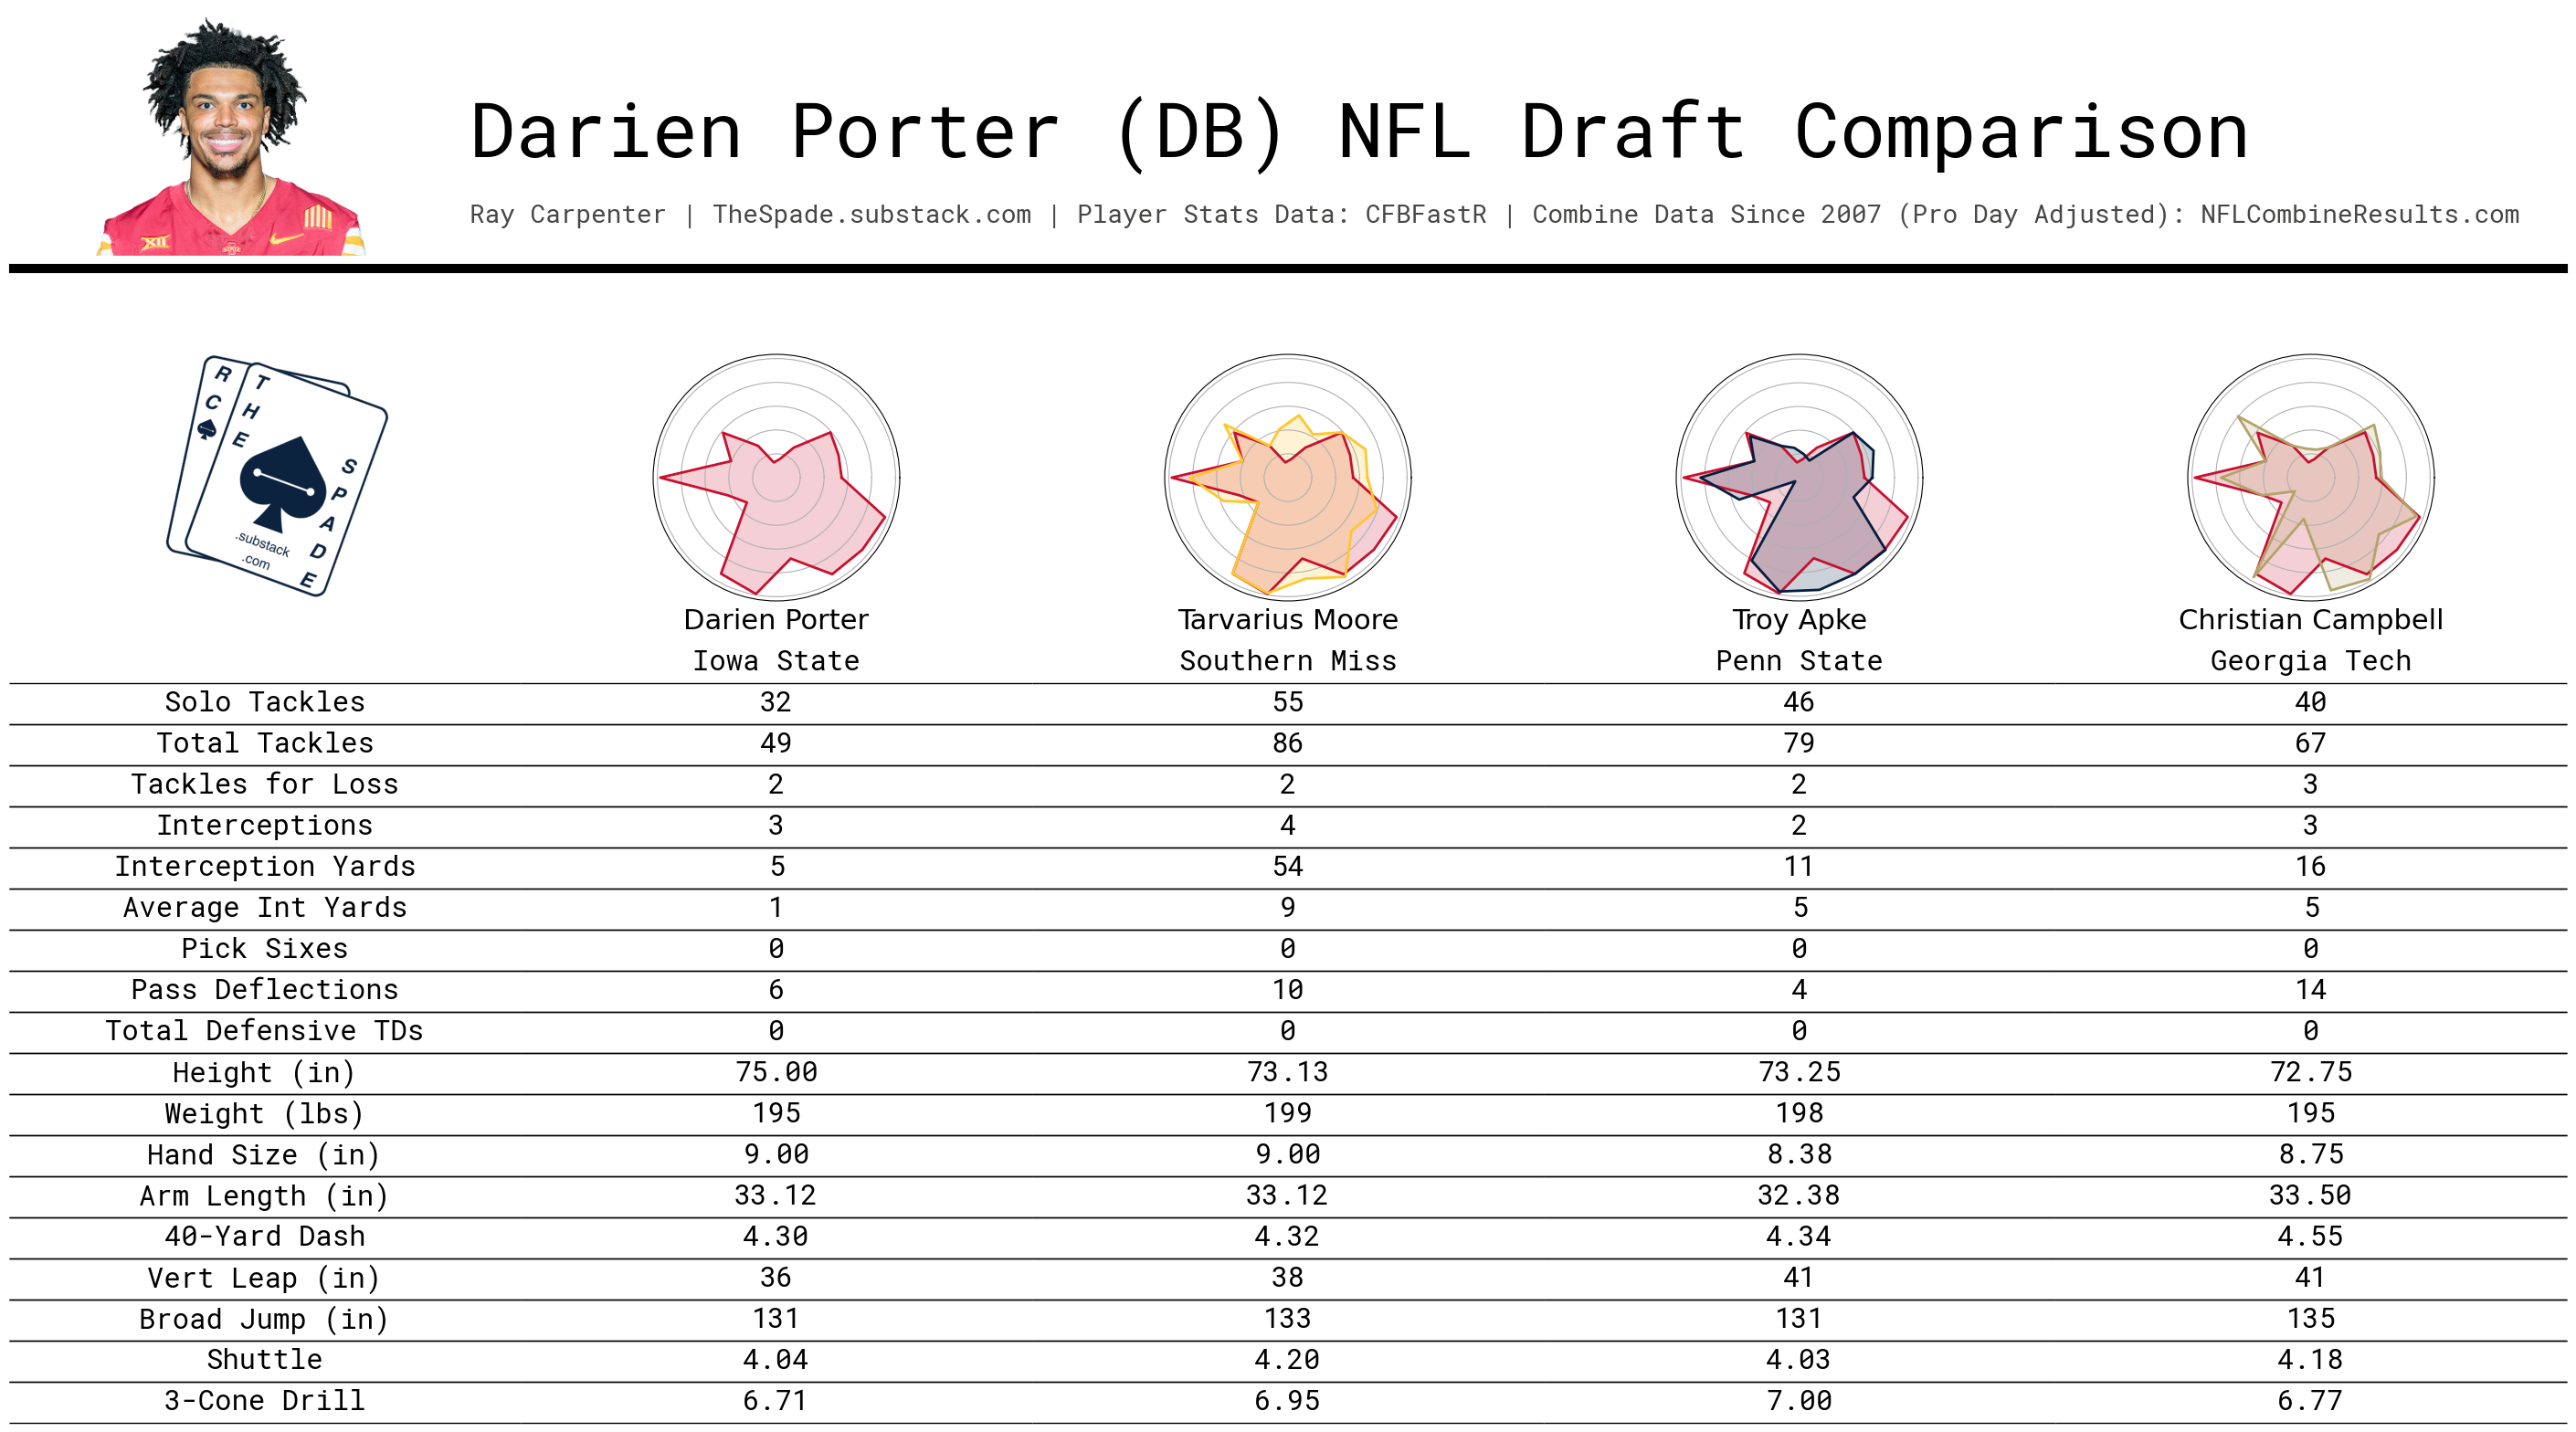 Darien Porter (DB) NFL Draft Comparison
Ray Carpenter | TheSpade.substack.com | Player Stats Data: CFBFastR | Combine Data Since 2007 (Pro Day Adjusted): NFLCombineResults.com
XII
RC
THE
SPADE
.substack
.com
Darien Porter Tarvarius Moore Troy Apke Christian Campbell
Iowa State Southern Miss Penn State Georgia Tech
Solo Tackles 32 55 46 40
Total Tackles 49 86 79 67
Tackles for Loss 2 2 2 3
Interceptions 3 4 2 3
Interception Yards 5 54 11 16
Average Int Yards 1 9 5 5
Pick Sixes 0 0 0 0
Pass Deflections 6 10 4 14
Total Defensive TDs 0 0 0 0
Height (in) 75.00 73.13 73.25 72.75
Weight (lbs) 195 199 198 195
Hand Size (in) 9.00 9.00 8.38 8.75
Arm Length (in) 33.12 33.12 32.38 33.50
40-Yard Dash 4.30 4.32 4.34 4.55
Vert Leap (in) 36 38 41 41
Broad Jump (in) 131 133 131 135
Shuttle 4.04 4.20 4.03 4.18
3-Cone Drill 6.71 6.95 7.00 6.77